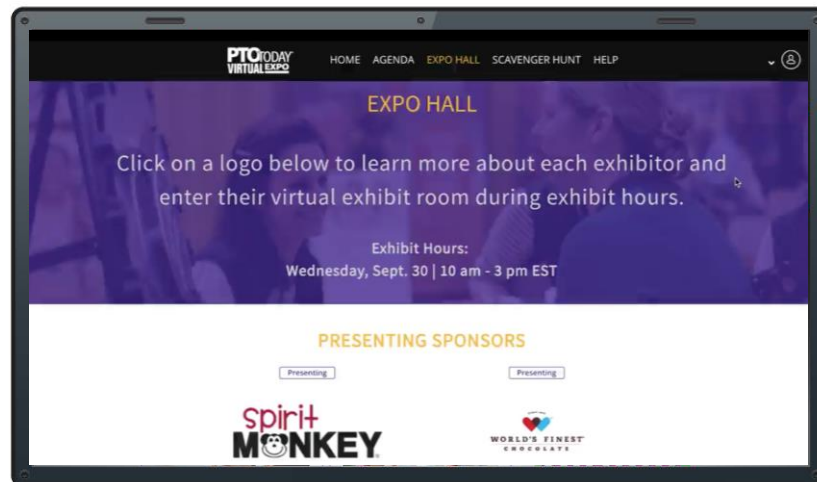 PTO TODAY
VIRTUAL EXPO
HOME AGENDA EXPO HALL SCAVENGER HUNT HELP
EXPO HALL
Click on a logo below to learn more about each exhibitor and
enter their virtual exhibit room during exhibit hours.
Exhibit Hours:
Wednesday, Sept. 30 | 10 am - 3 pm EST
PRESENTING SPONSORS
Presenting Presenting
spirit
MONKEY
WORLD'S FINEST
CHOCOLATE